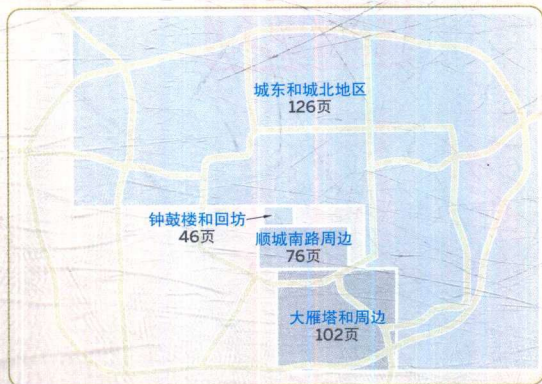 城东和城北地区
126页
钟鼓楼和回坊
46页
顺城南路周边
76页
大雁塔和周边
102页